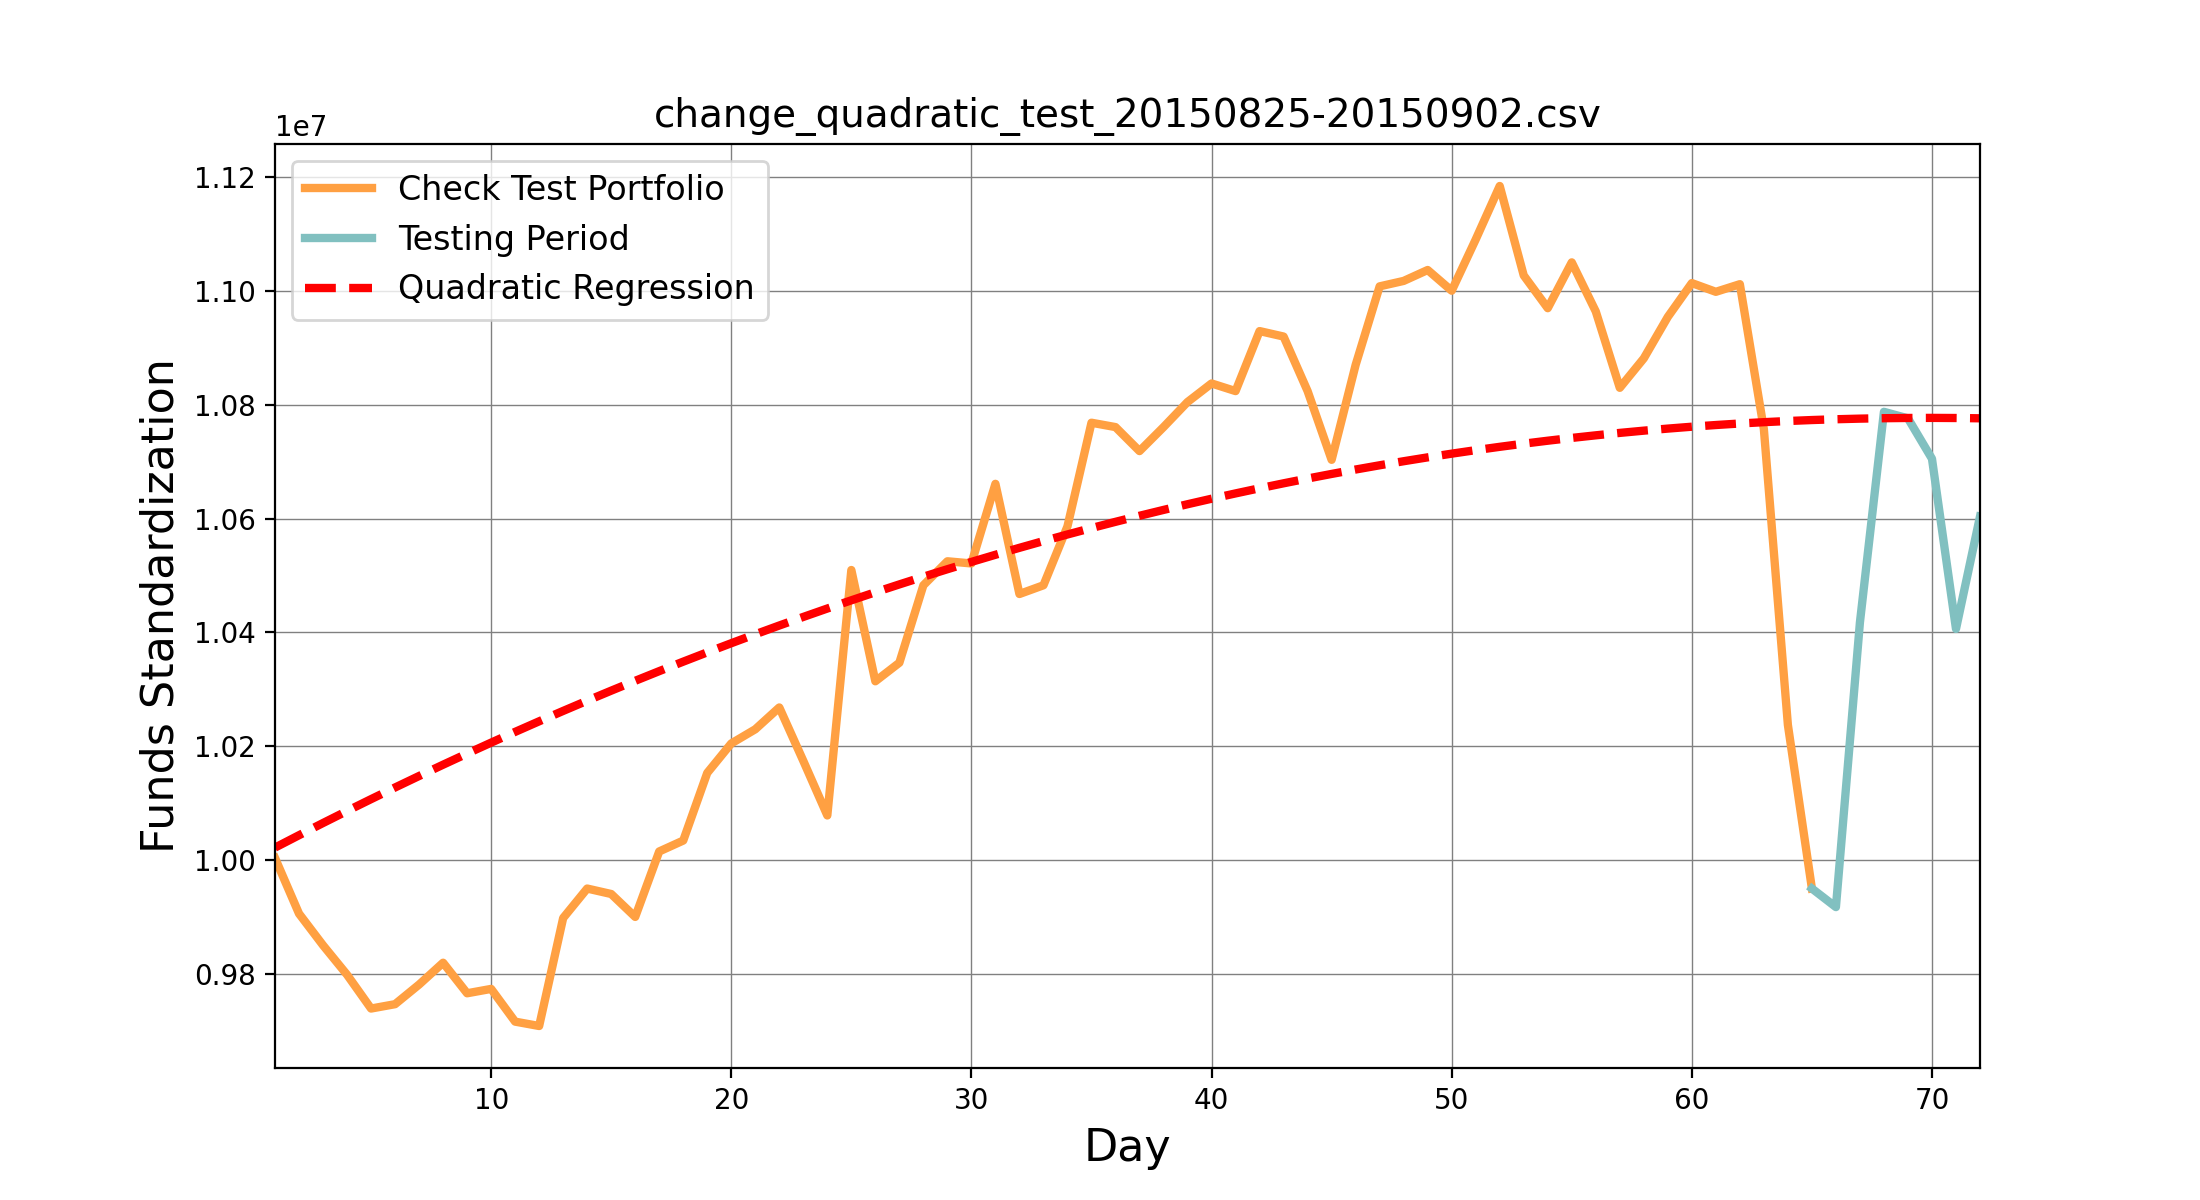 change_quadratic_test_20150825-20150902.csv
1e7
Check Test Portfolio
Testing Period
Quadratic Regression
Funds Standardization
1.12
1.10
1.08
1.06
1.04
1.02
1.00
0.98
10 20 30 40 50 60 70
Day